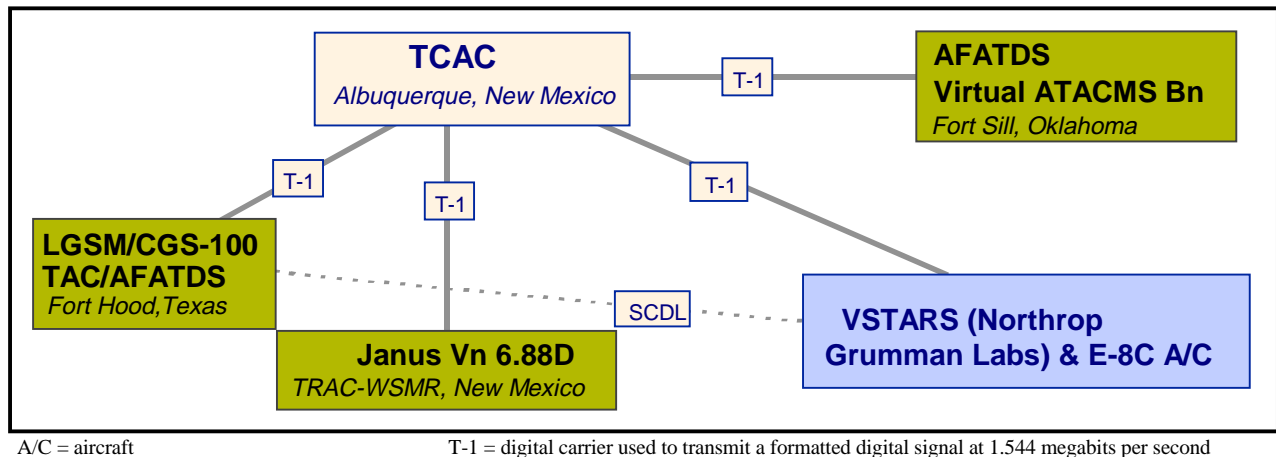 TCAC
Albuquerque, New Mexico
T-1
AFATDS
Virtual ATACMS Bn
Fort Sill, Oklahoma
T-1
T-1
T-1
LGSM/CGS-100
TAC/AFATDS
Fort Hood,Texas
SCDL
VSTARS (Northrop
Grumman Labs) & E-8C A/C
Janus Vn 6.88D
TRAC-WSMR, New Mexico
A/C = aircraft
T-1 = digital carrier used to transmit a formatted digital signal at 1.544 megabits per second